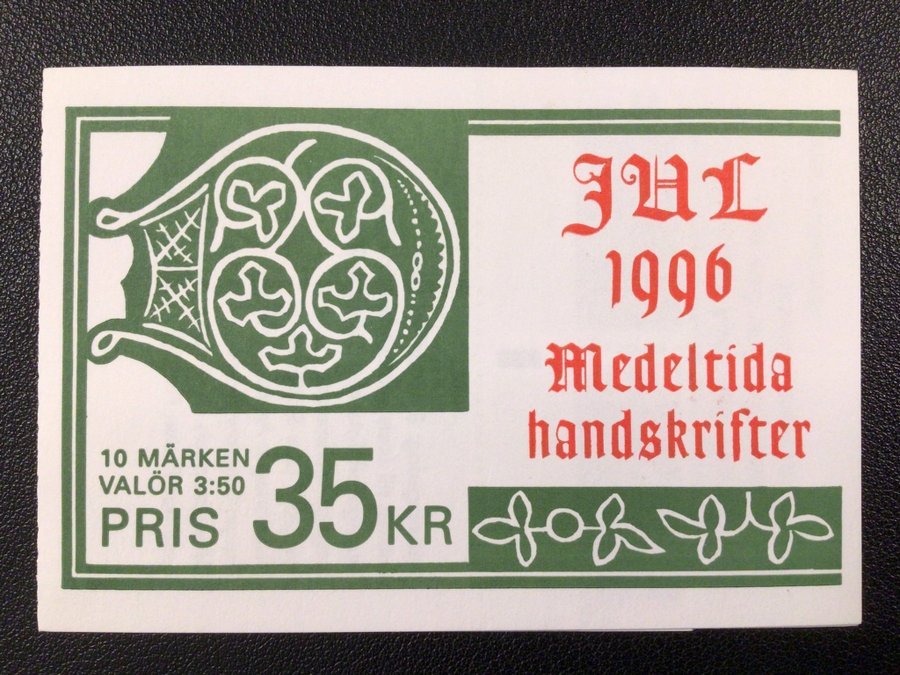 JUL
1996
Medeltida
handskrifter
10 MÄRKEN
VALÖR 3:50
PRIS 35 KR